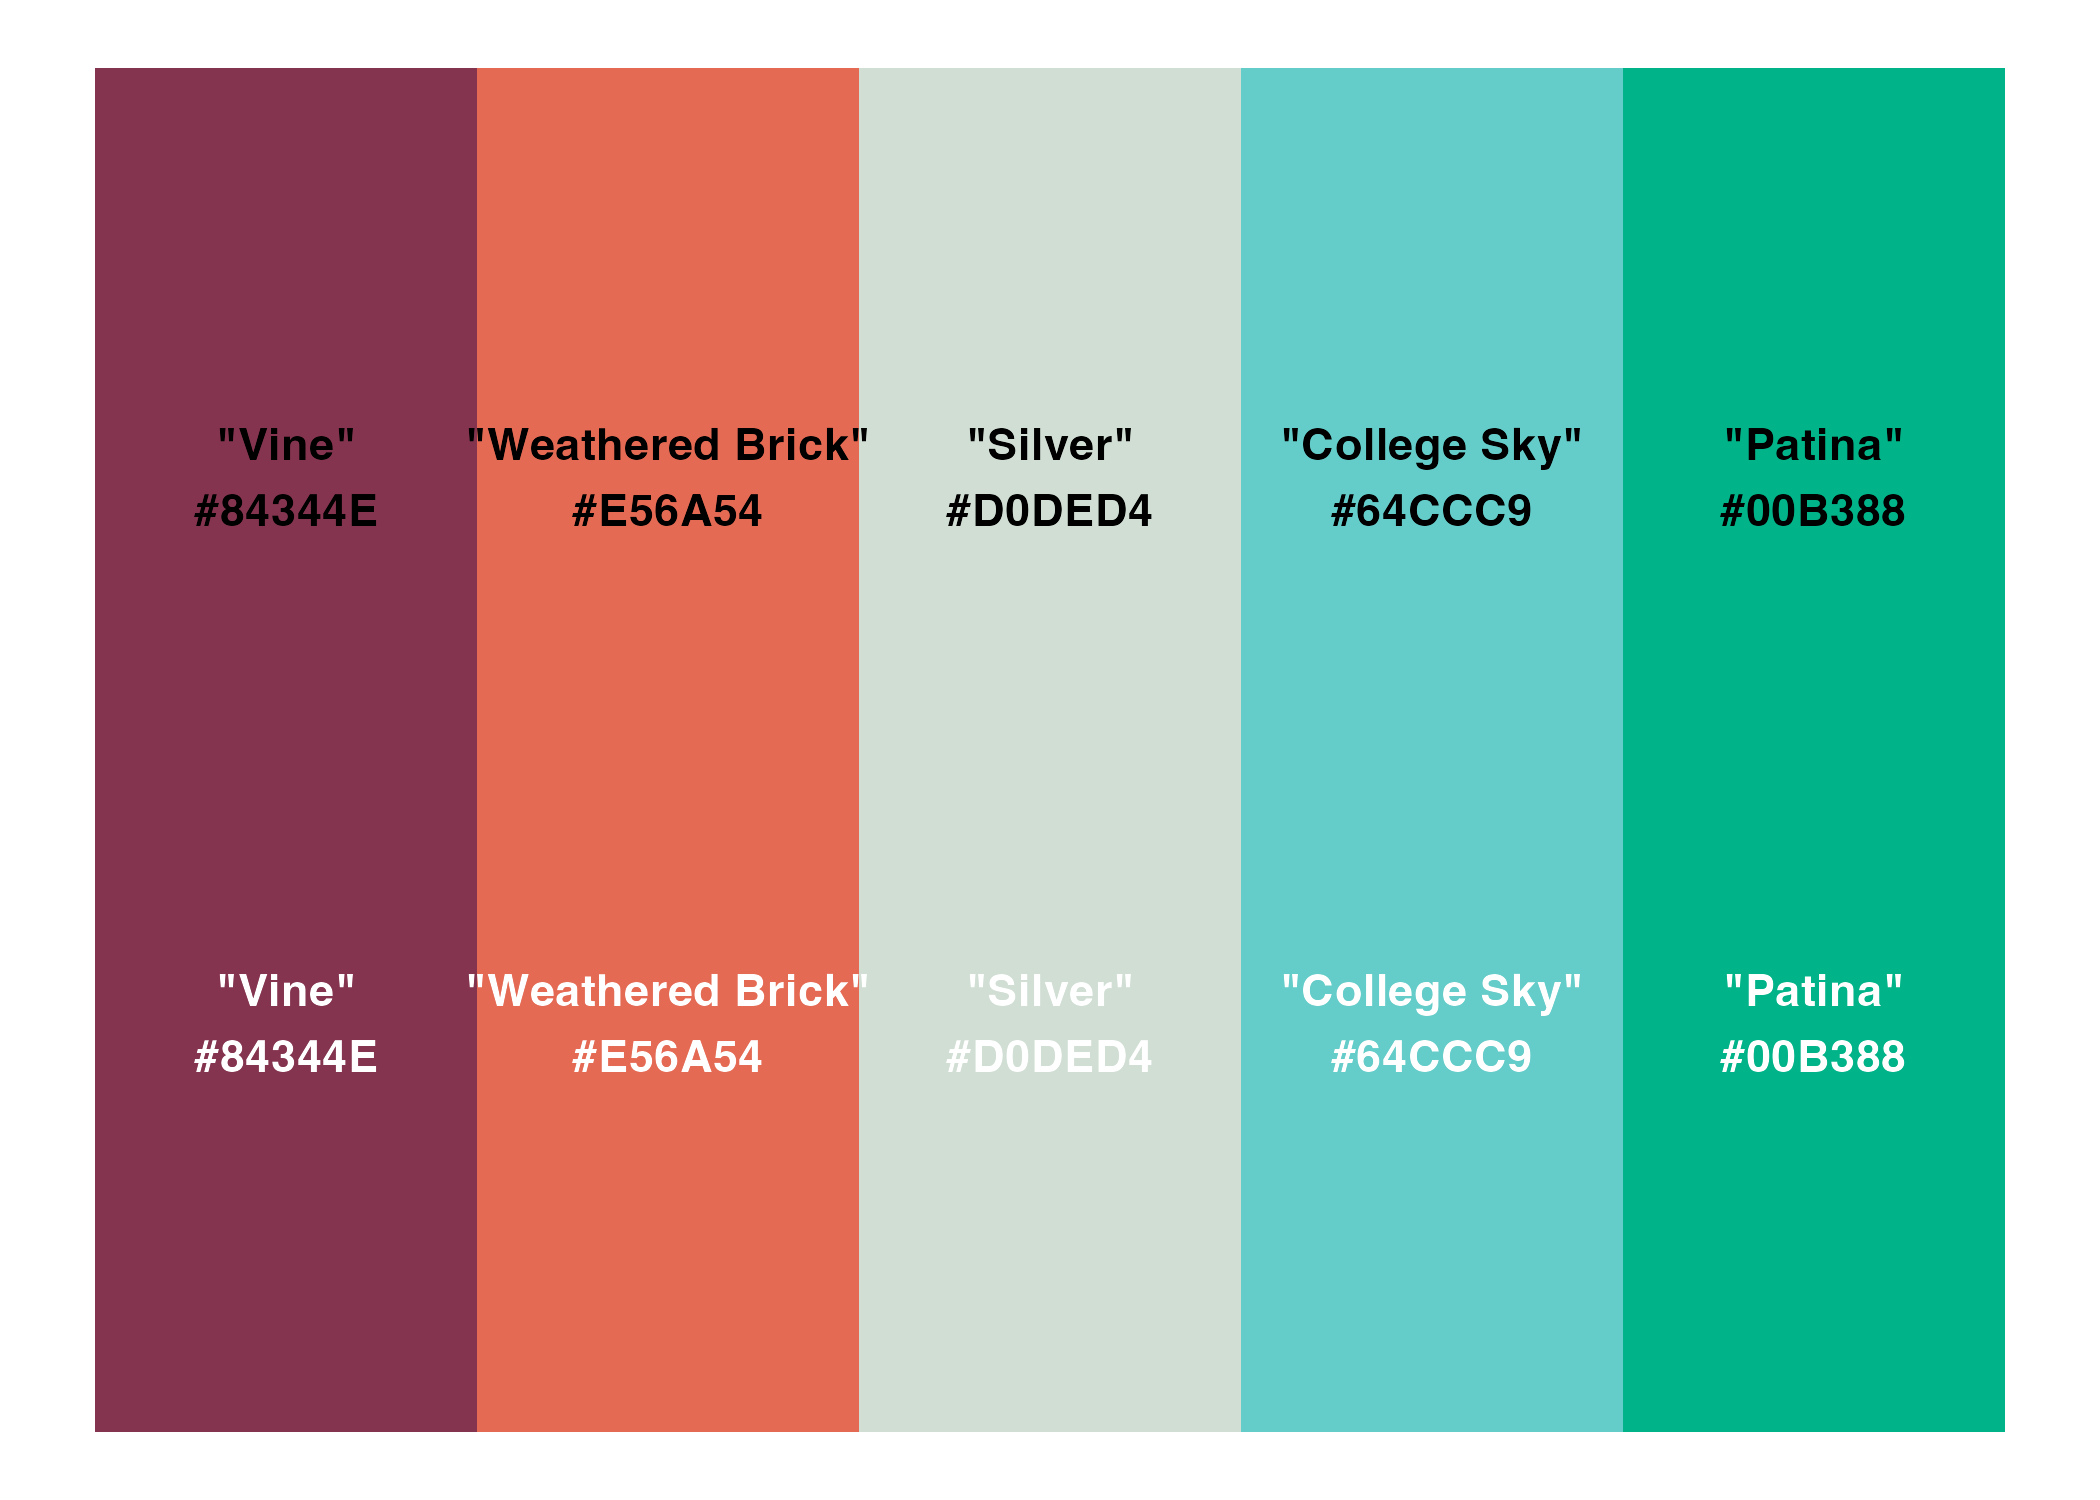 "Vine" "Weathered Brick" "Silver" "College Sky" "Patina"
#84344E #E56A54 #D0DED4 #64CCC9 #00B388
"Vine" "Weathered Brick" "Silver" "College Sky" "Patina"
#84344E #E56A54 #D0DED4 #64CCC9 #00B388